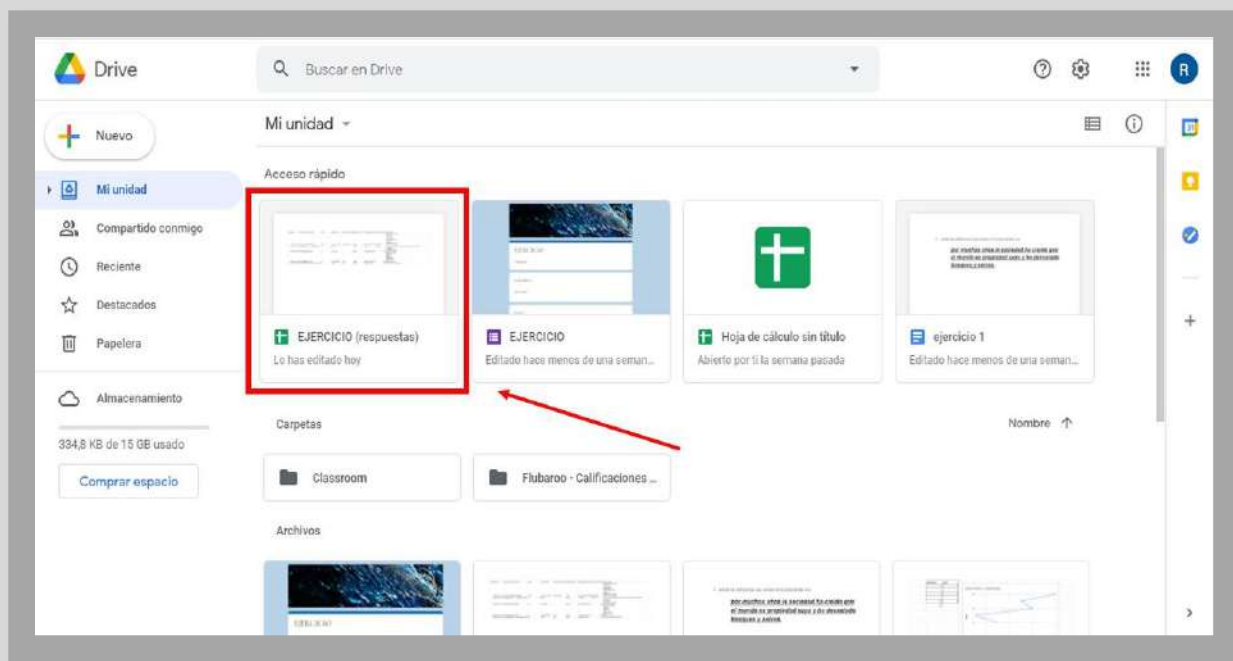 Drive
Buscar en Drive
R
Nuevo
Mi unidad
Mi unidad
Compartido conmigo
Reciente
Destacados
Papelera
Almacenamiento
334,8 KB de 15 GB usado
Comprar espacio
Acceso rápido
EJERCICIO (respuestas)
Lo has editado hoy
EJERCICIO
Editado hace menos de una seman...
Hoja de cálculo sin título
Abierto por ti la semana pasada
ejercicio 1
Editado hace menos de una seman...
Carpetas
Nombre
Classroom
Flubaroo - Calificaciones ...
Archivos